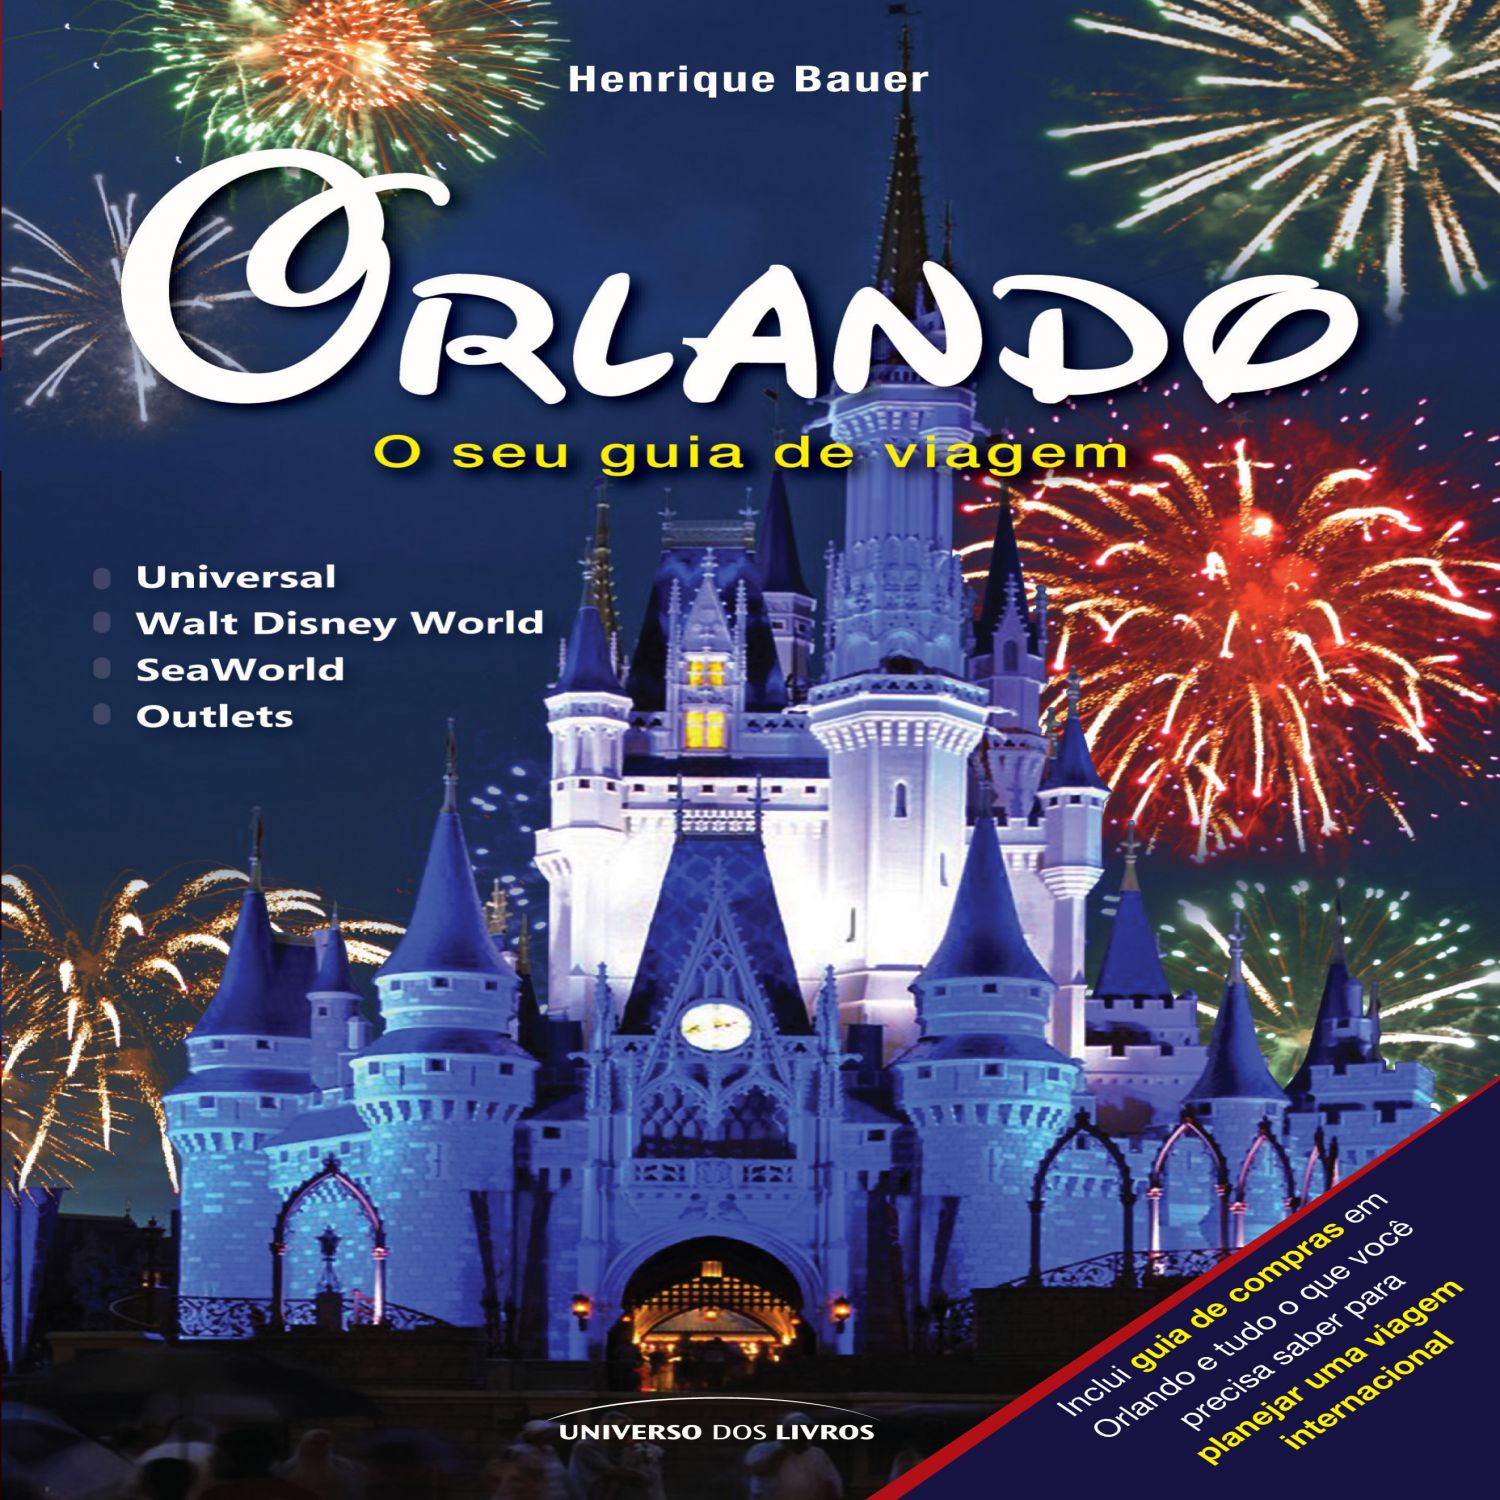 Henrique Bauer
ORLANDO
O seu guia de viagem
Universal
Walt Disney World
SeaWorld
Outlets
Inclui guia de compras em
Orlando e tudo o que você
precisa saber para
planejar uma viagem
internacional
UNIVERSO DOS LIVROS